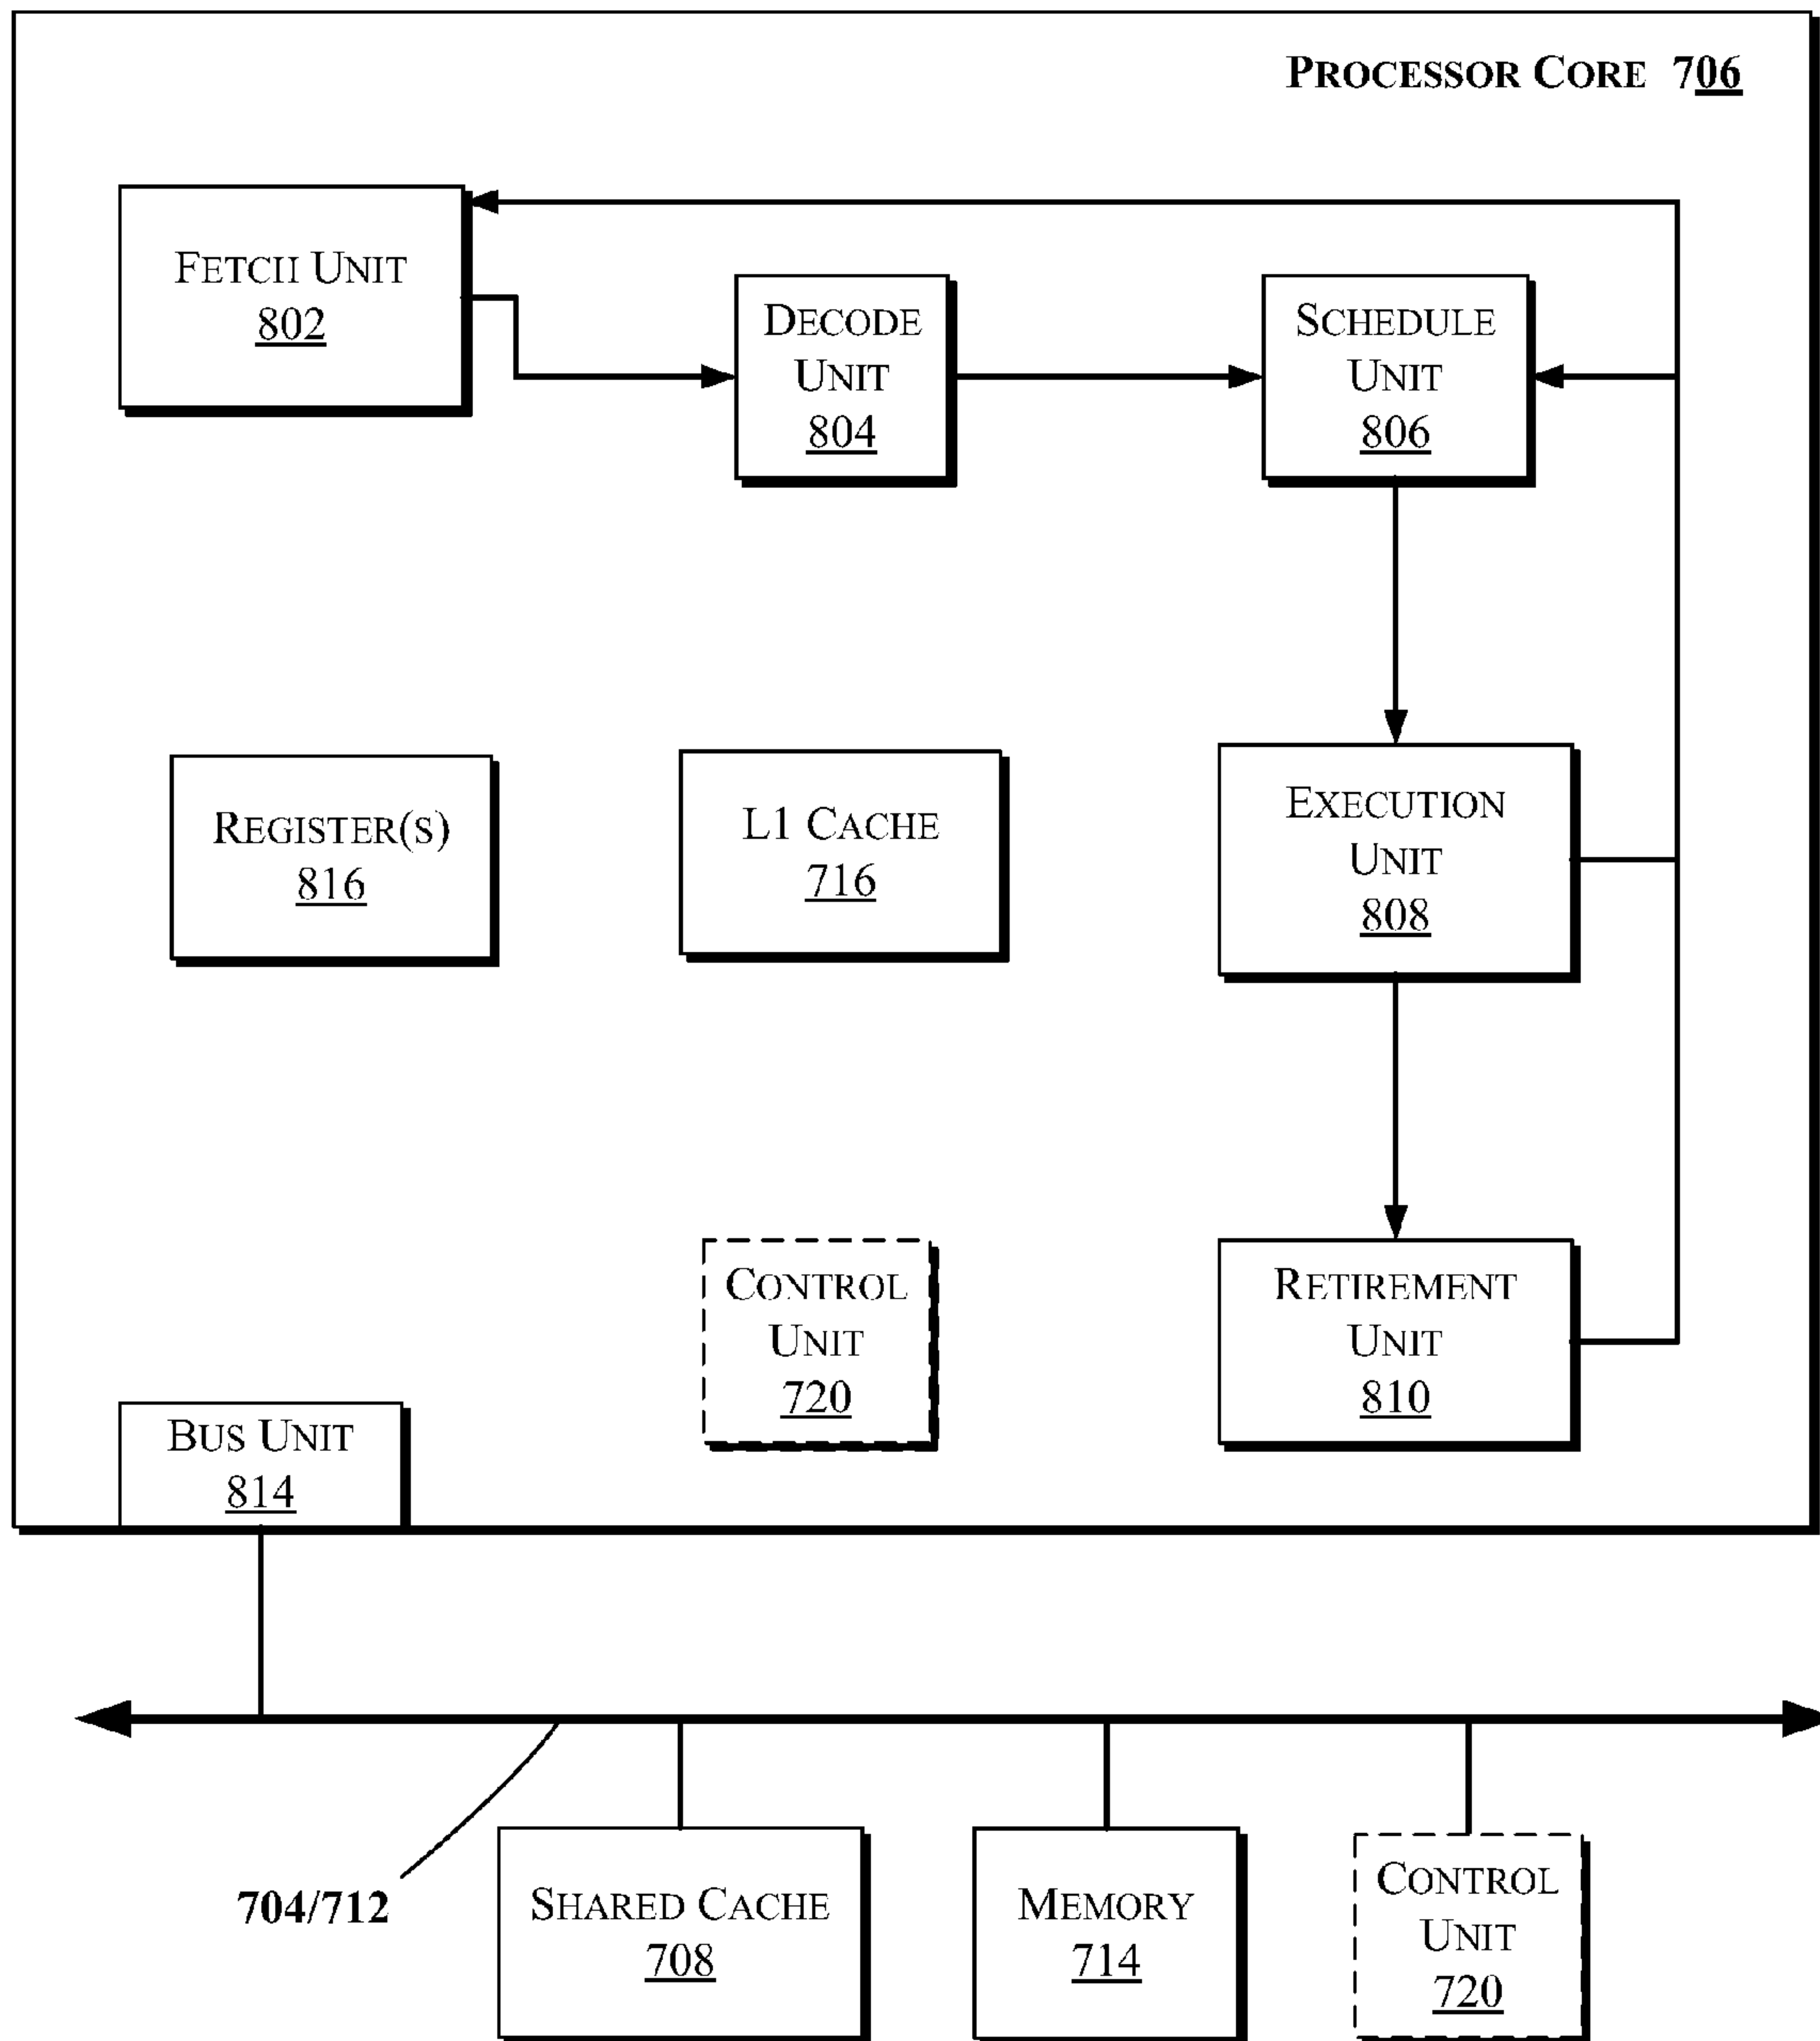 PROCESSOR CORE 706
FETCH UNIT
802
DECODE
UNIT
804
SCHEDULE
UNIT
806
REGISTER(S)
816
L1 CACHE
716
EXECUTION
UNIT
808
CONTROL
UNIT
720
RETIREMENT
UNIT
810
BUS UNIT
814
704/712
SHARED CACHE
708
MEMORY
714
CONTROL
UNIT
720